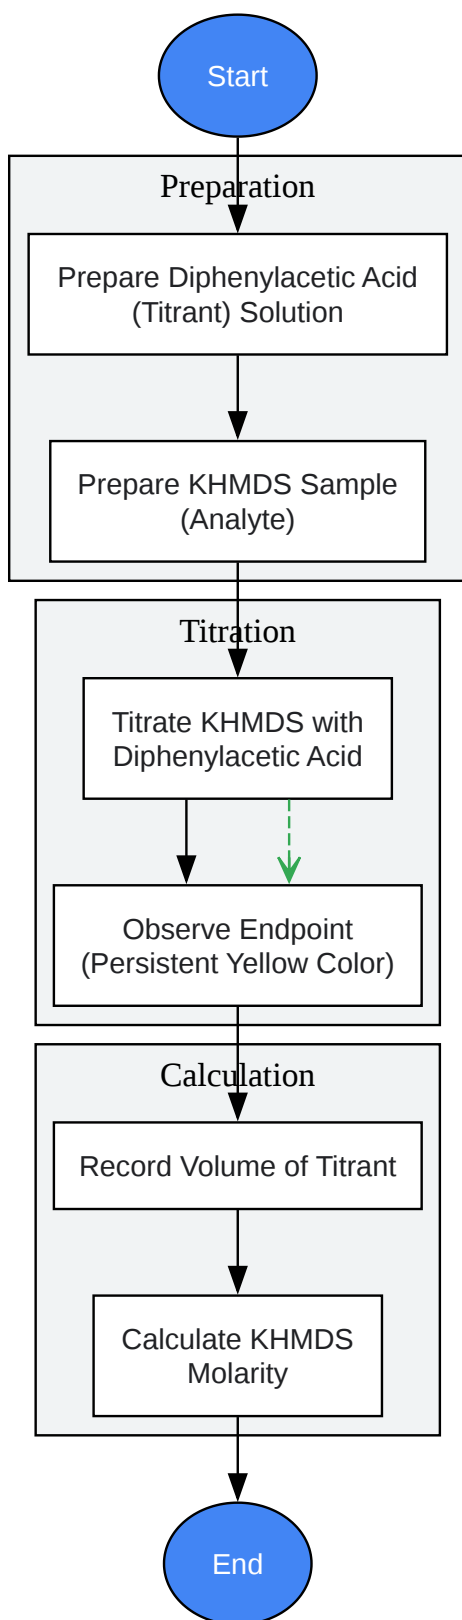 Start
Preparation
Prepare Diphenylacetic Acid
(Titrant) Solution
Prepare KHMDS Sample
(Analyte)
Titration
Titrate KHMDS with
Diphenylacetic Acid
Observe Endpoint
(Persistent Yellow Color)
Calculation
Record Volume of Titrant
Calculate KHMDS
Molarity
End